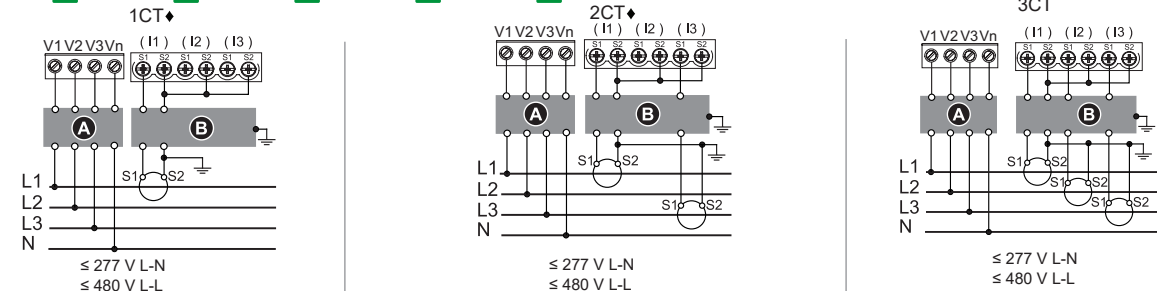 1CT♦
V1 V2 V3 Vn
(I1) (I2) (I3)
S1 S2 S1 S2 S1 S2
A
B
S1 S2
L1
L2
L3
N
≤ 277 V L-N
≤ 480 V L-L
2CT♦
V1 V2 V3 Vn
(I1) (I2) (I3)
S1 S2 S1 S2 S1 S2
A
B
S1 S2
S1 S2
L1
L2
L3
N
≤ 277 V L-N
≤ 480 V L-L
3CT
V1 V2 V3 Vn
(I1) (I2) (I3)
S1 S2 S1 S2 S1 S2
A
B
S1 S2
S1 S2
S1 S2
L1
L2
L3
N
≤ 277 V L-N
≤ 480 V L-L